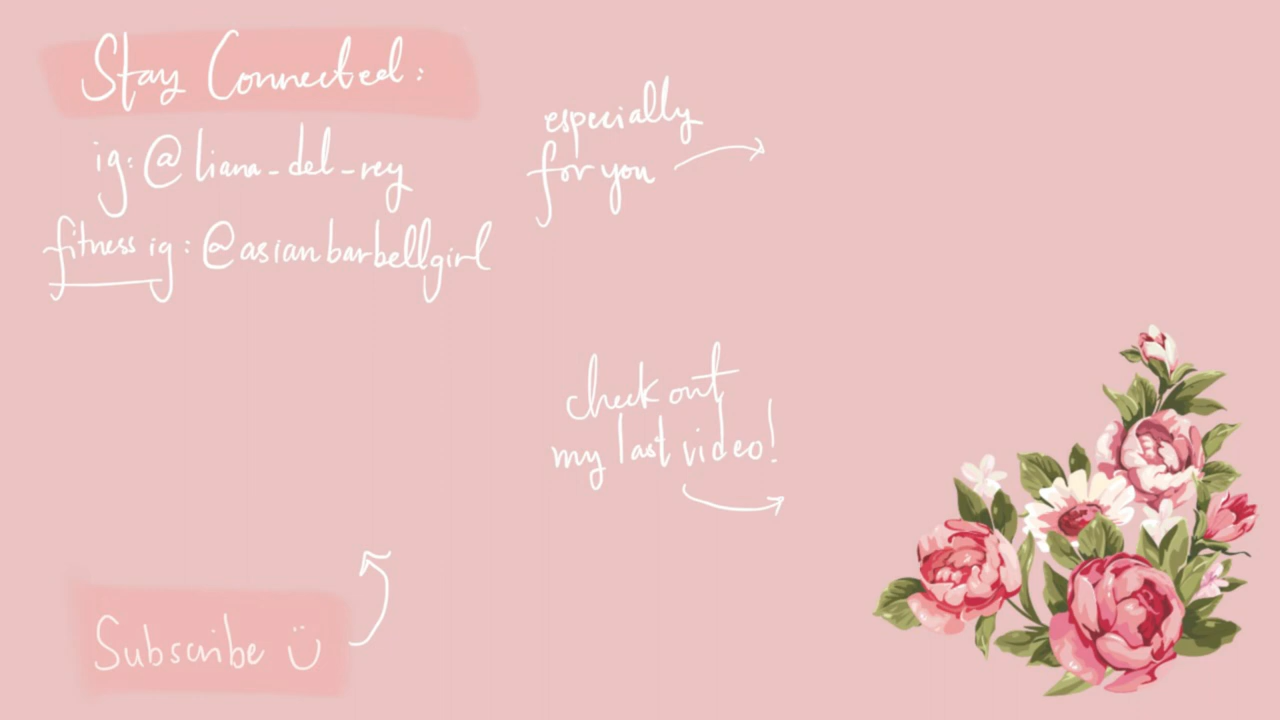 Stay Connected:
ig: @liana_del_rey
fitness ig: @asianbarbellgirl
especially
for you
check out
my last video!
Subscribe Ü